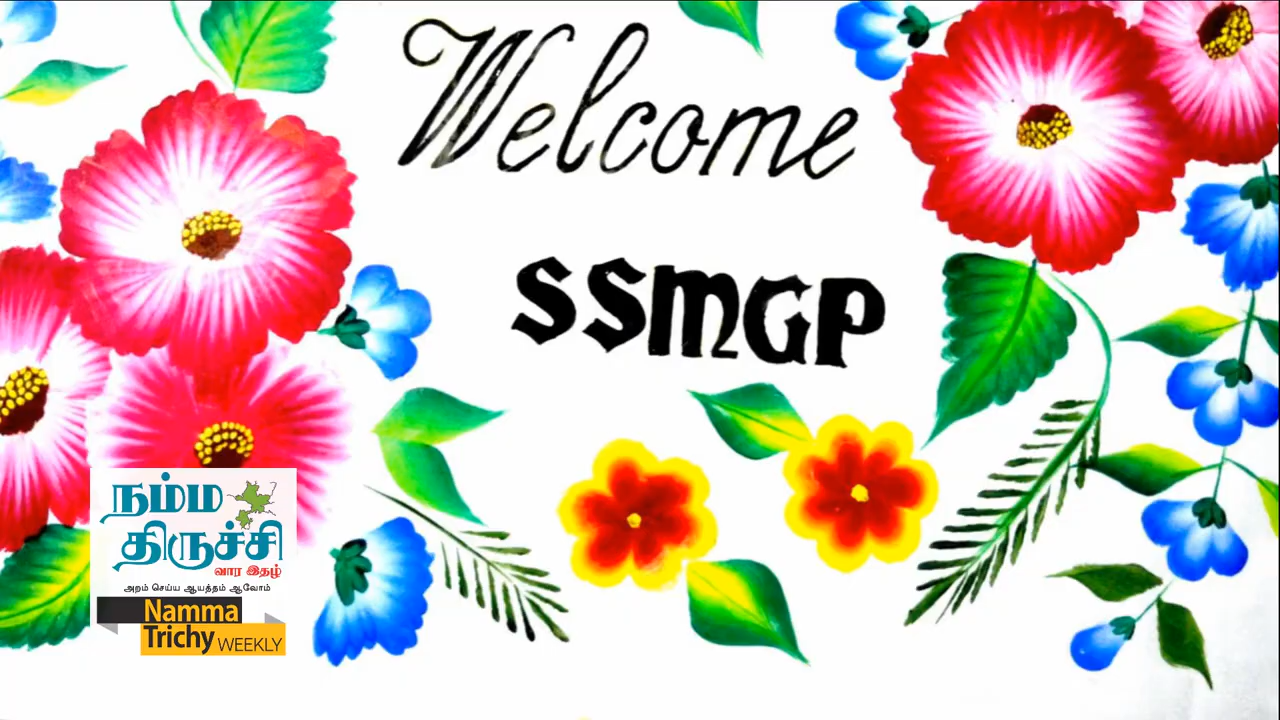 Welcome
SSMGP
நம்ம
திருச்சி
வார இதழ்
அறம் செய்ய ஆயத்தம் ஆவோம்
Namma
Trichy WEEKLY